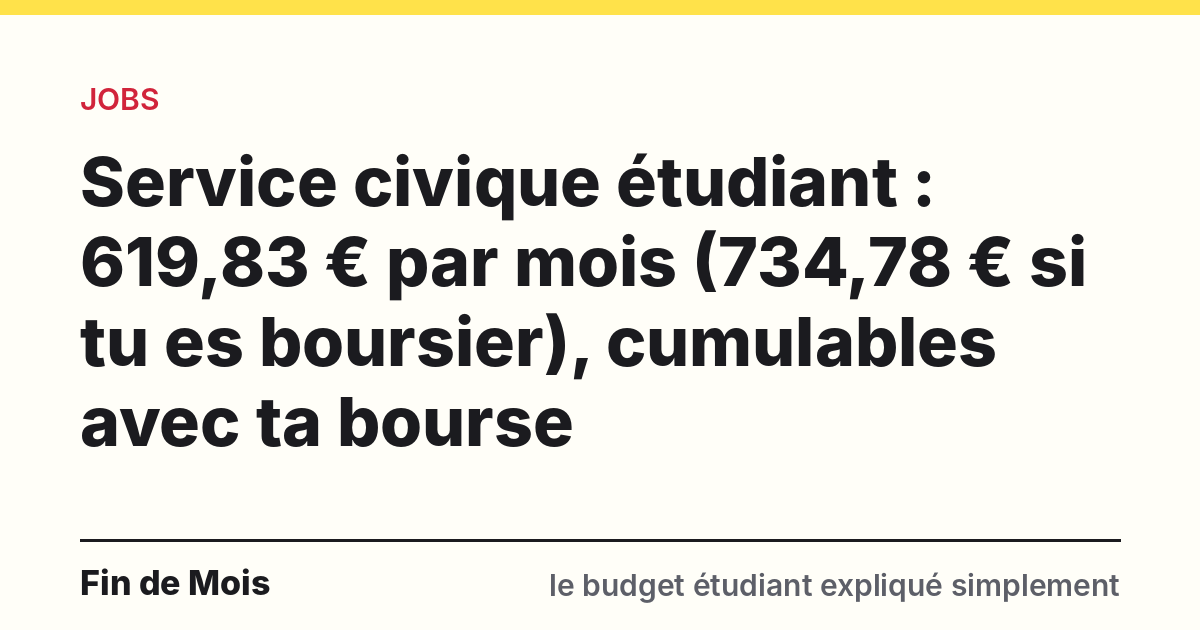 JOBS
Service civique étudiant :
619,83 € par mois (734,78 € si
tu es boursier), cumulables
avec ta bourse
Fin de Mois
le budget étudiant expliqué simplement